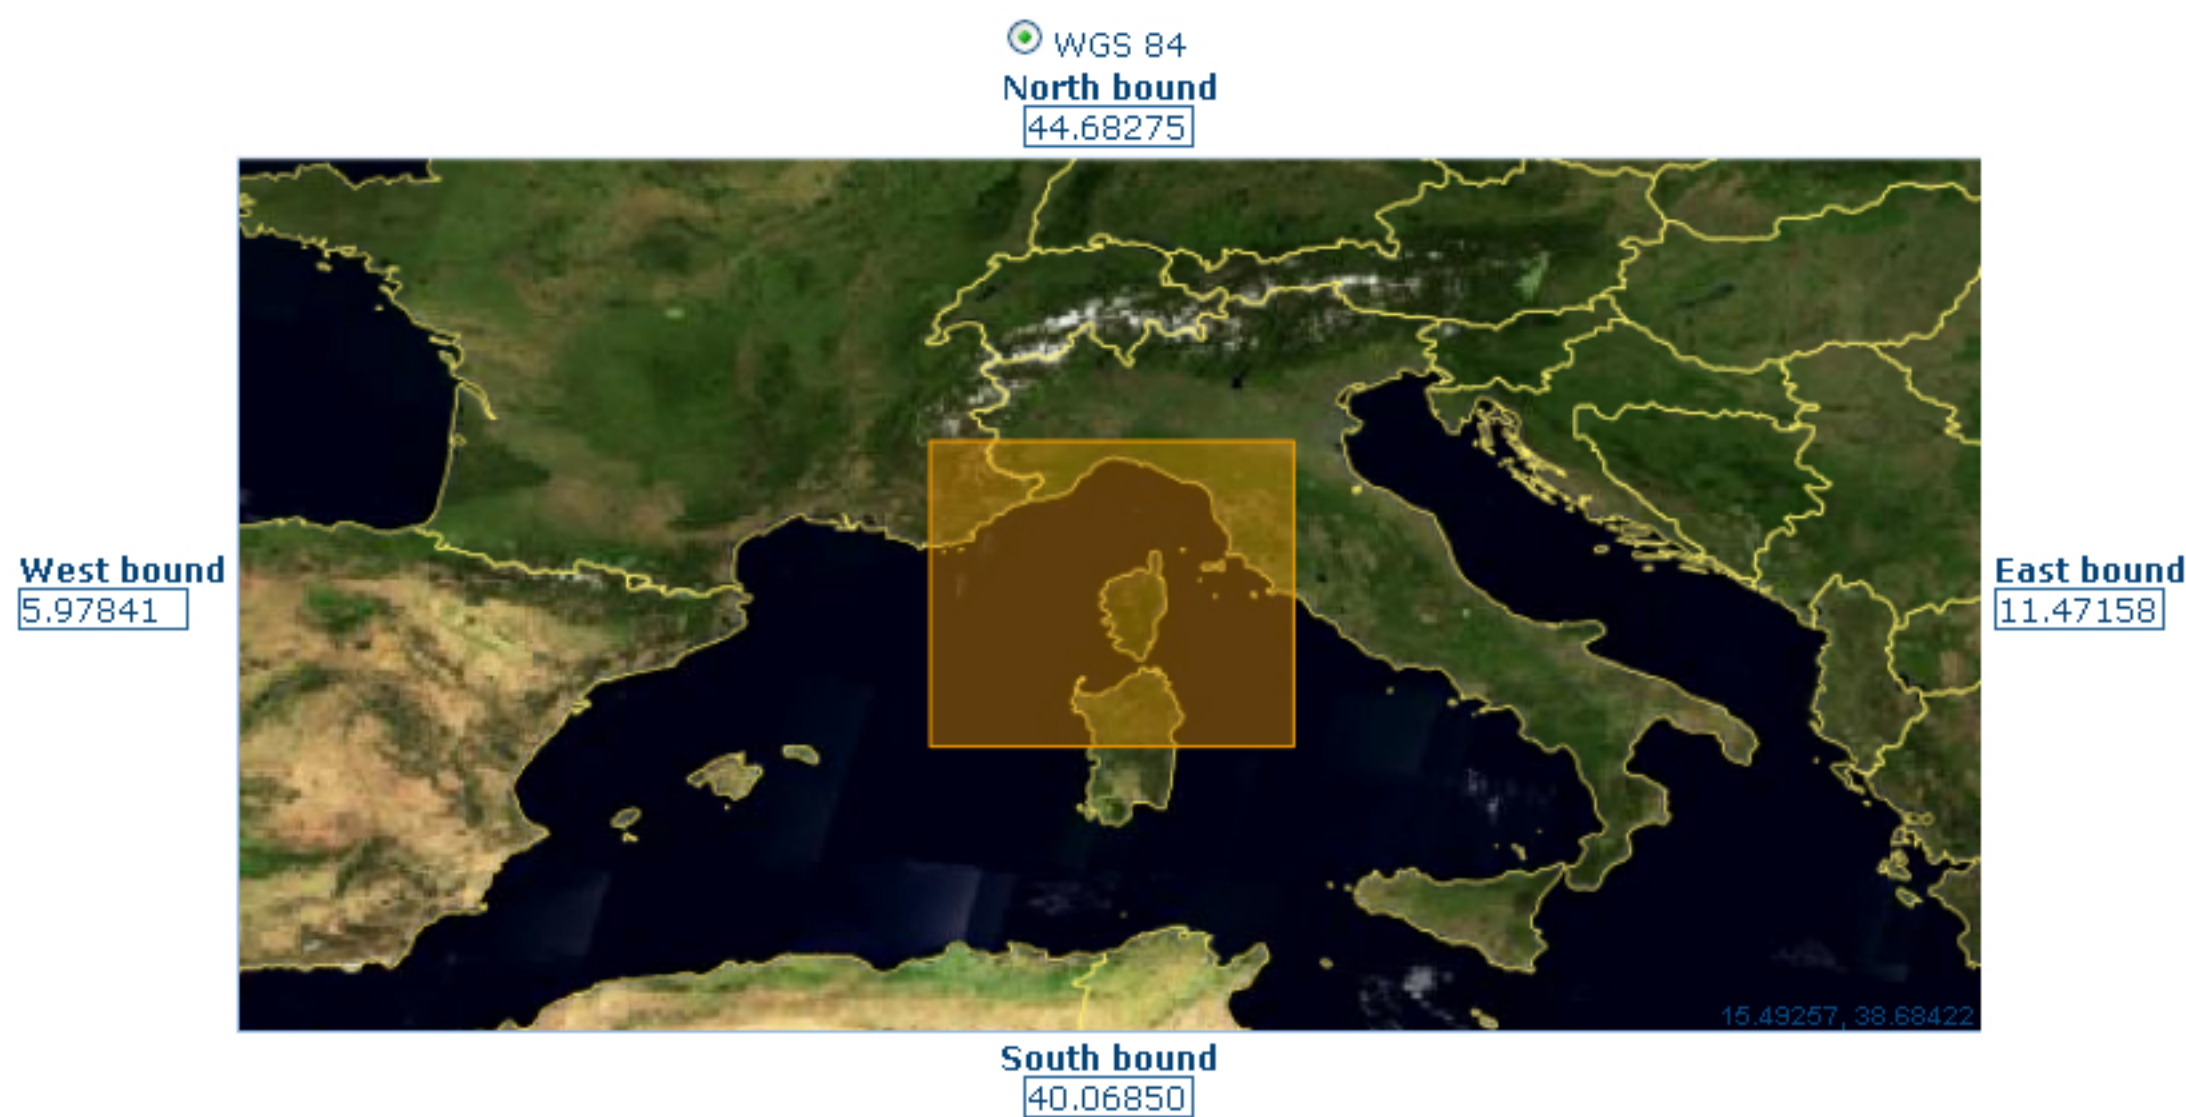 WGS 84
North bound
44.68275
West bound
5.97841
East bound
11.47158
15.49257, 38.68422
South bound
40.06850